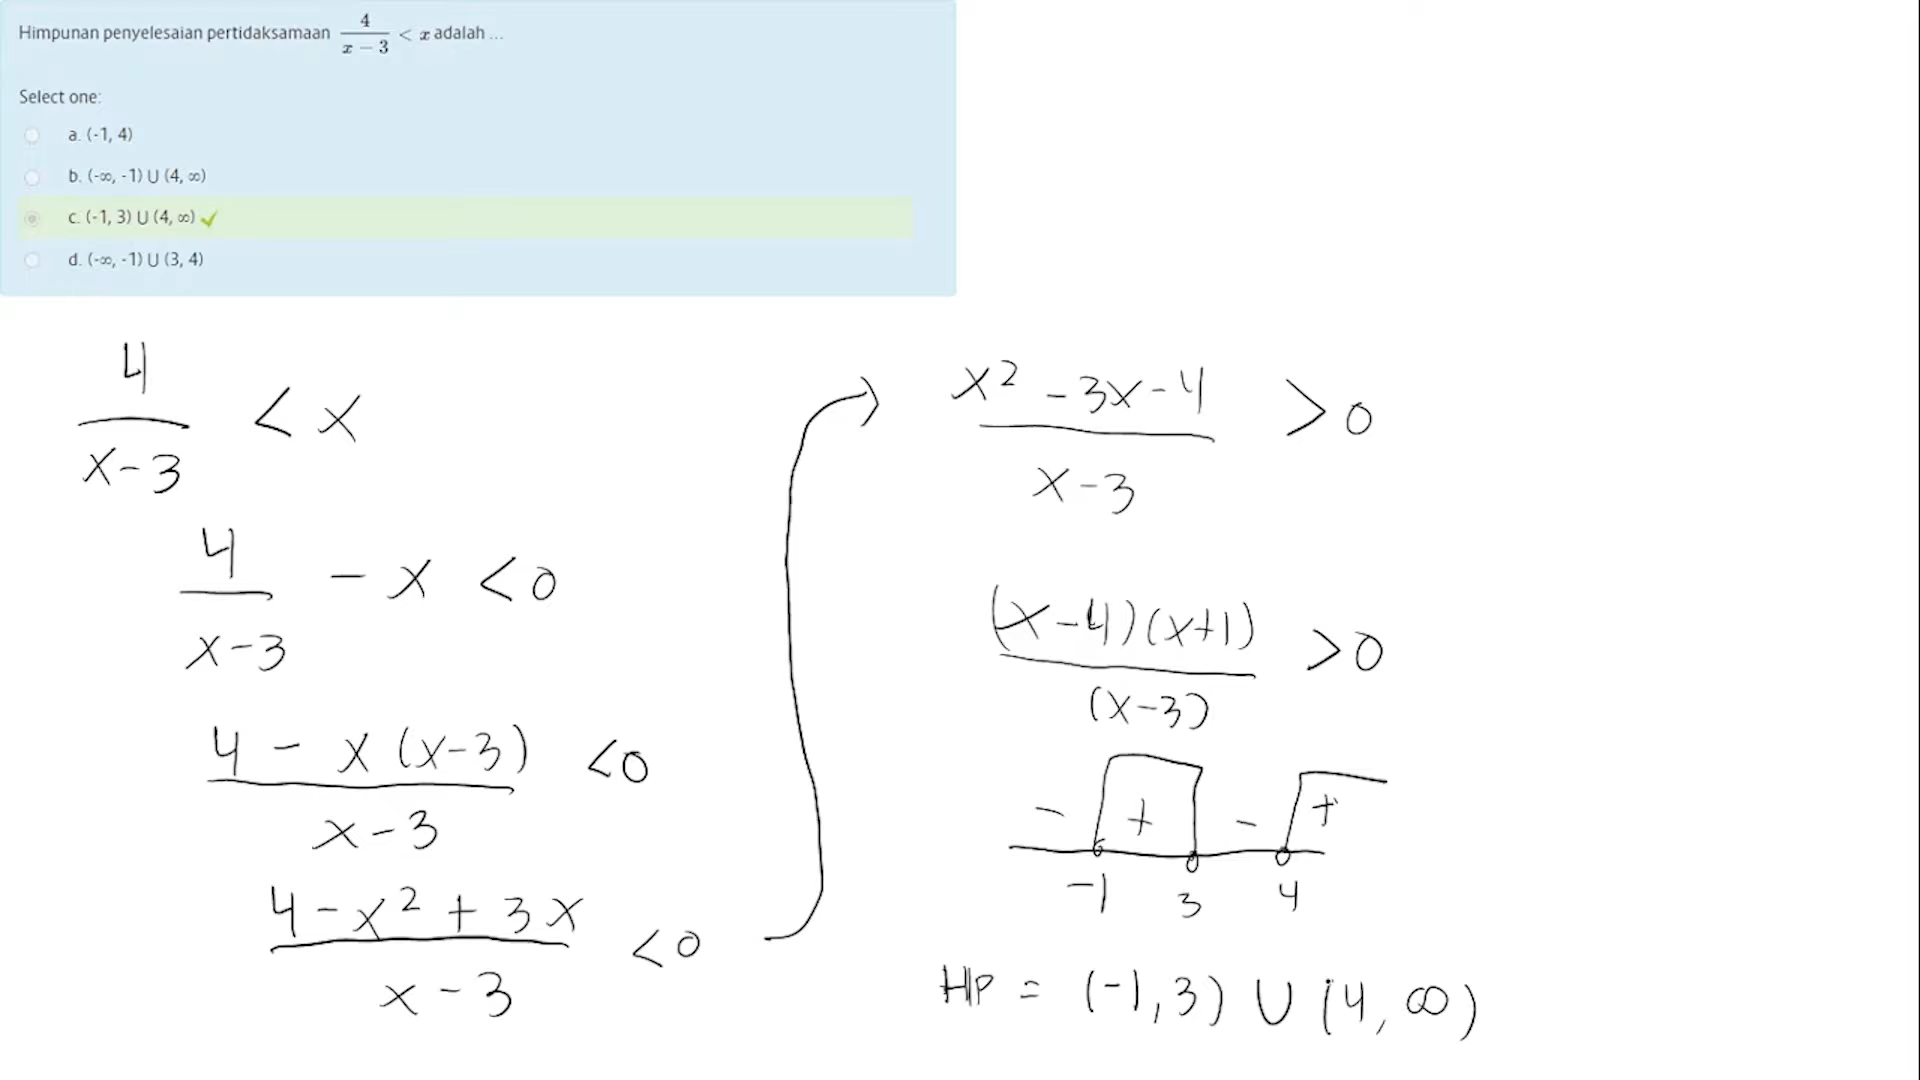 Himpunan penyelesaian pertidaksamaan 4/(x − 3) < x adalah ...
Select one:
a. (-1, 4)
b. (-∞, -1) ∪ (4, ∞)
c. (-1, 3) ∪ (4, ∞) ✓
d. (-∞, -1) ∪ (3, 4)
4/(x-3) < x
4/(x-3) - x < 0
(4 - x(x-3))/(x-3) < 0
(4 - x² + 3x)/(x-3) < 0
(x² - 3x - 4)/(x-3) > 0
((x-4)(x+1))/(x-3) > 0
- + - +
-1 3 4
HP = (-1, 3) ∪ (4, ∞)